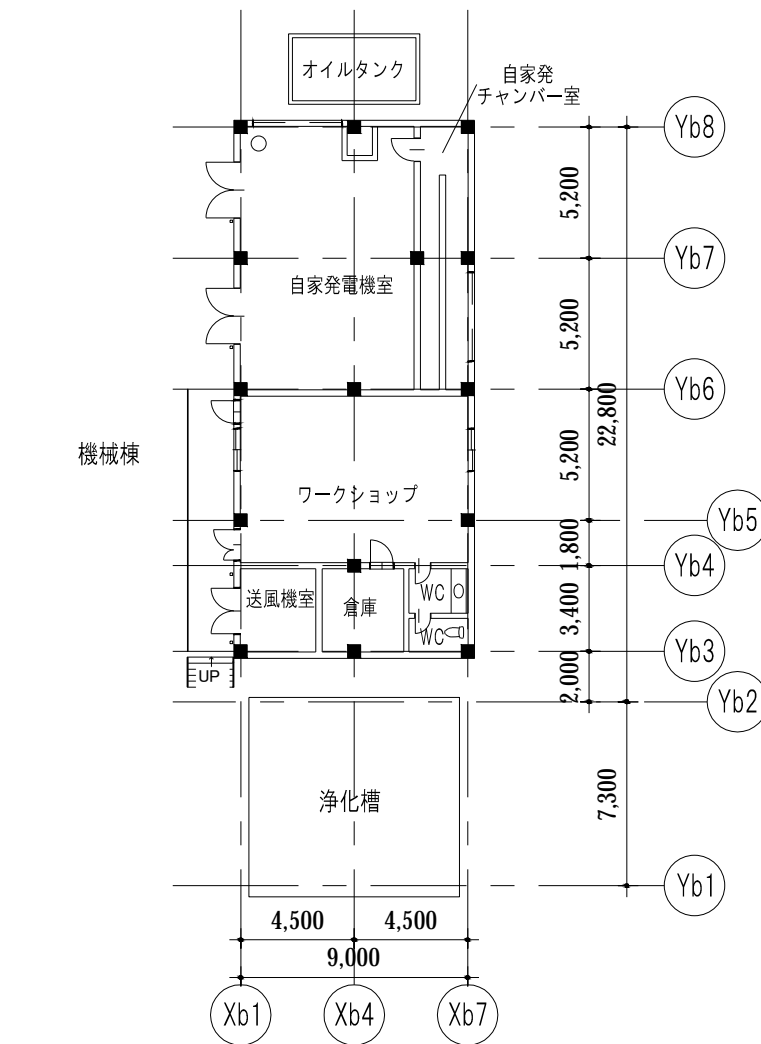 オイルタンク
自家発
チャンバー室
Yb8
5,200
Yb7
自家発電機室
5,200
Yb6
22,800
機械棟
5,200
ワークショップ
Yb5
1,800
Yb4
送風機室
倉庫
WC
3,400
WC
Yb3
UP
2,000
Yb2
浄化槽
7,300
Yb1
4,500
4,500
9,000
Xb1
Xb4
Xb7